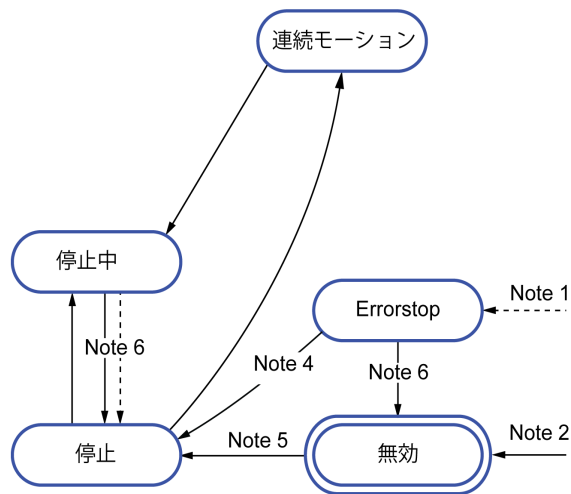 連続モーション
停止中
Note 6
Errorstop
Note 1
Note 4
Note 6
停止
Note 5
無効
Note 2